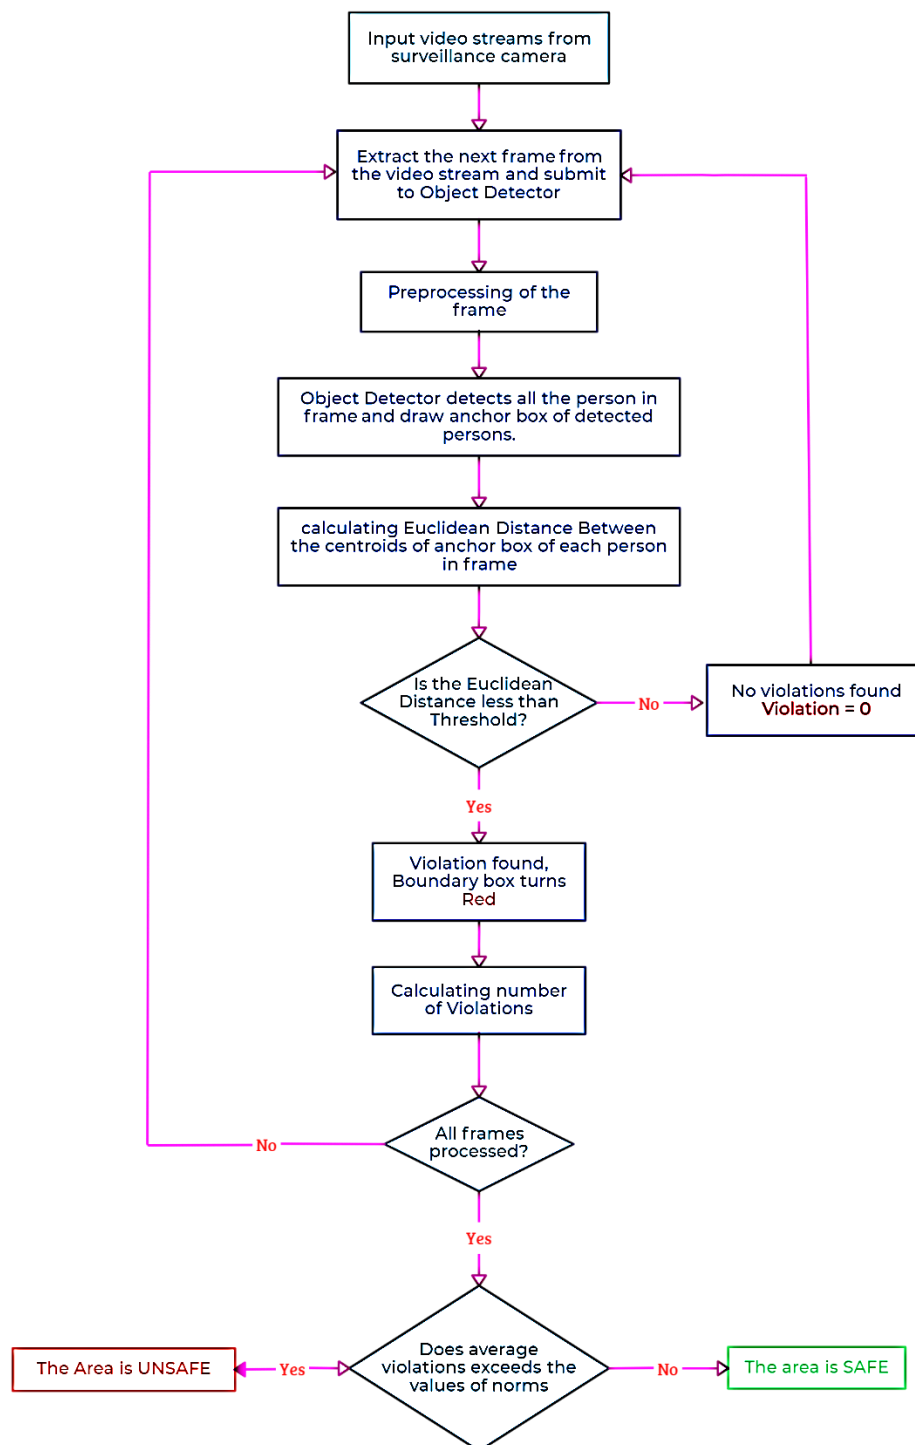 Input video streams from
surveillance camera
Extract the next frame from
the video stream and submit
to Object Detector
Preprocessing of the
frame
Object Detector detects all the person in
frame and draw anchor box of detected
persons.
calculating Euclidean Distance Between
the centroids of anchor box of each person
in frame
Is the Euclidean
Distance less than
Threshold?
No
No violations found
Violation = 0
Yes
Violation found,
Boundary box turns
Red
Calculating number
of Violations
All frames
processed?
No
Yes
Does average
violations exceeds the
values of norms
Yes
The Area is UNSAFE
No
The area is SAFE